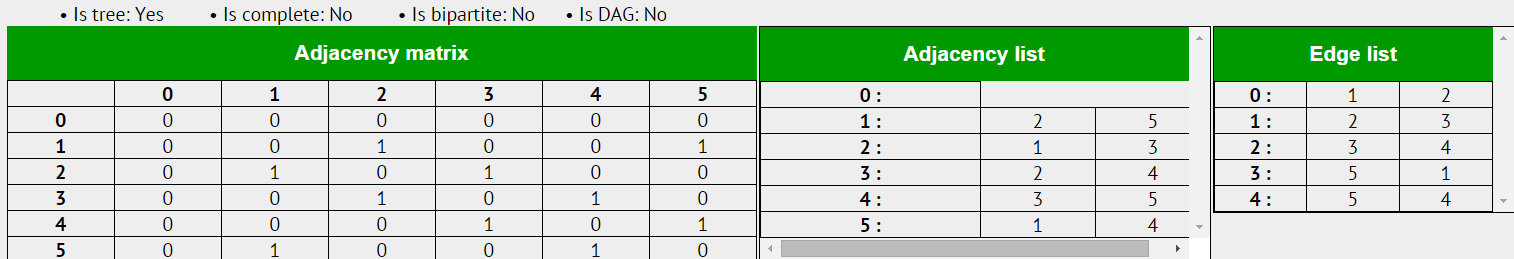 • Is tree: Yes • Is complete: No • Is bipartite: No • Is DAG: No
Adjacency matrix Adjacency list Edge list
0 1 2 3 4 5 0 : 0 : 1 2
0 0 0 0 0 0 0 1 : 2 5 1 : 2 3
1 0 0 1 0 0 1 2 : 1 3 2 : 3 4
2 0 1 0 1 0 0 3 : 2 4 3 : 5 1
3 0 0 1 0 1 0 4 : 3 5 4 : 5 4
4 0 0 0 1 0 1 5 : 1 4
5 0 1 0 0 1 0